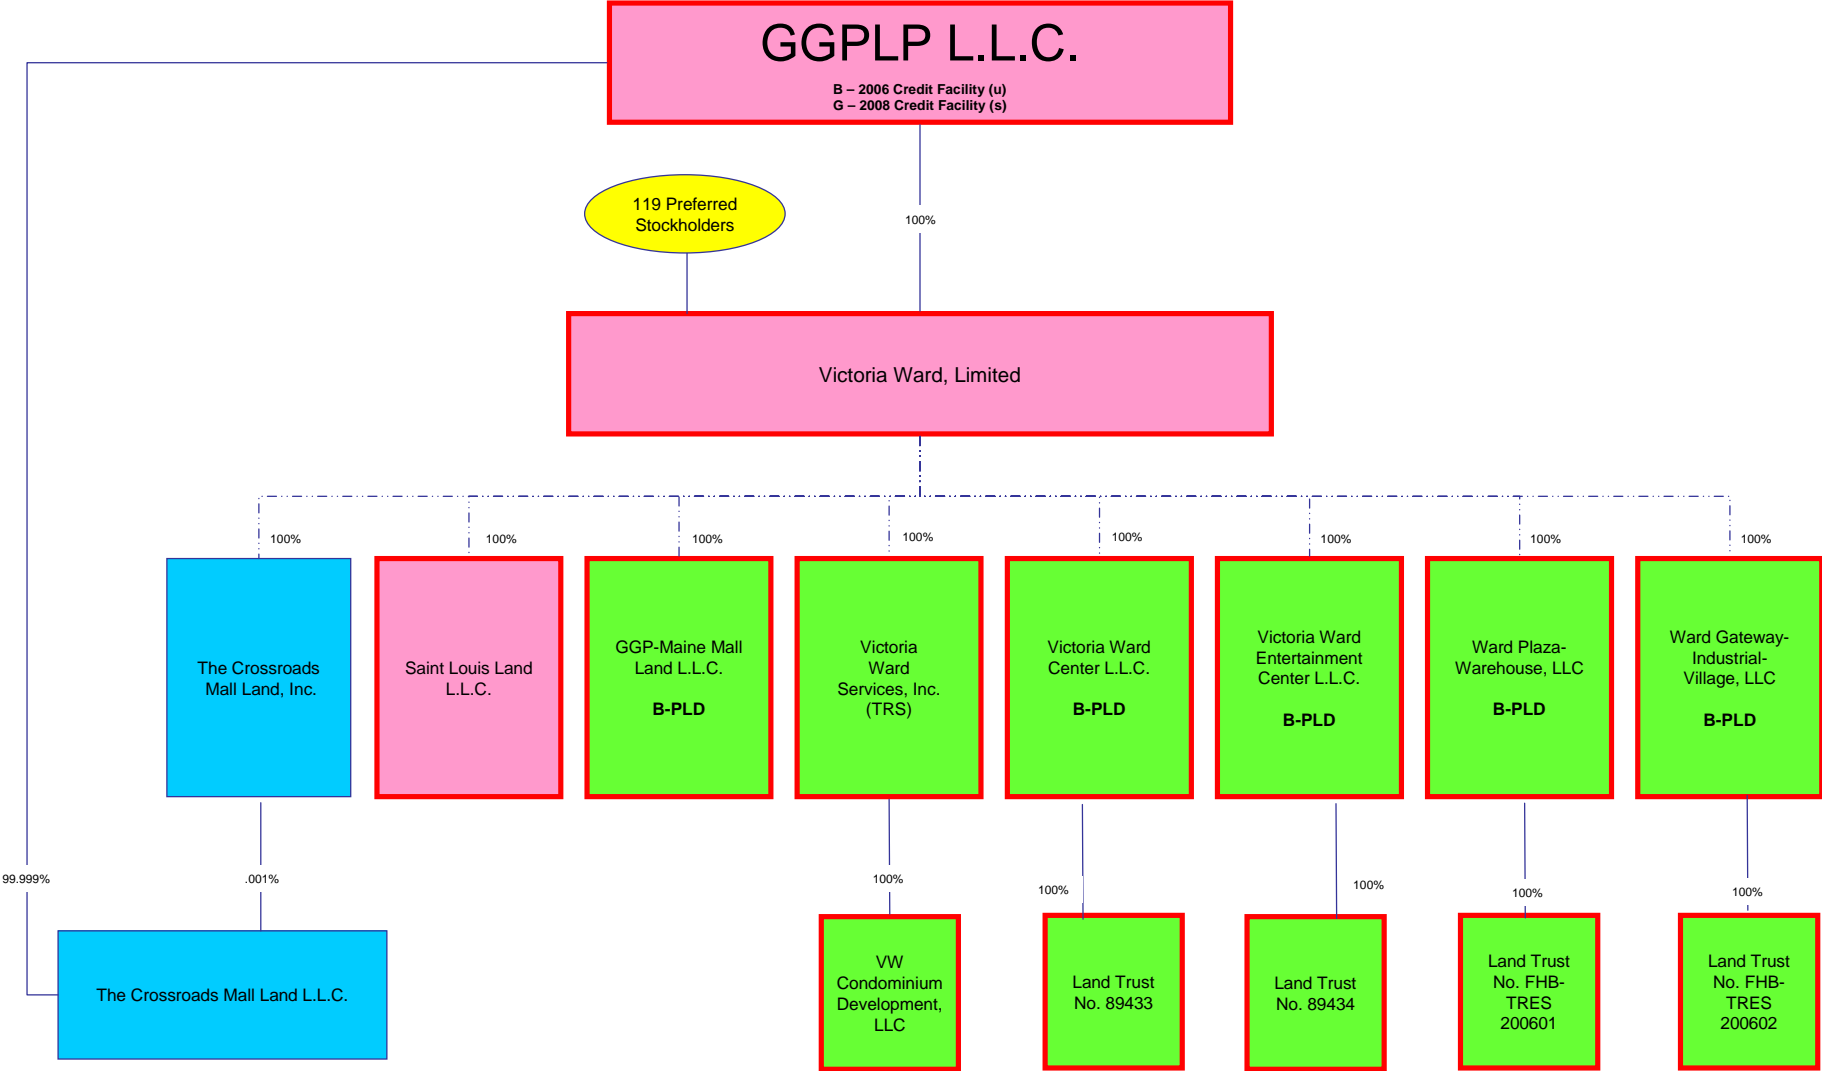 GGPLP L.L.C.
B – 2006 Credit Facility (u)
G – 2008 Credit Facility (s)
119 Preferred
Stockholders
100%
Victoria Ward, Limited
100%
100%
100%
100%
100%
100%
100%
100%
The Crossroads
Mall Land, Inc.
Saint Louis Land
L.L.C.
GGP-Maine Mall
Land L.L.C.
B-PLD
Victoria
Ward
Services, Inc.
(TRS)
Victoria Ward
Center L.L.C.
B-PLD
Victoria Ward
Entertainment
Center L.L.C.
B-PLD
Ward Plaza-
Warehouse, LLC
B-PLD
Ward Gateway-
Industrial-
Village, LLC
B-PLD
99.999%
.001%
100%
100%
100%
100%
100%
The Crossroads Mall Land L.L.C.
VW
Condominium
Development,
LLC
Land Trust
No. 89433
Land Trust
No. 89434
Land Trust
No. FHB-
TRES
200601
Land Trust
No. FHB-
TRES
200602